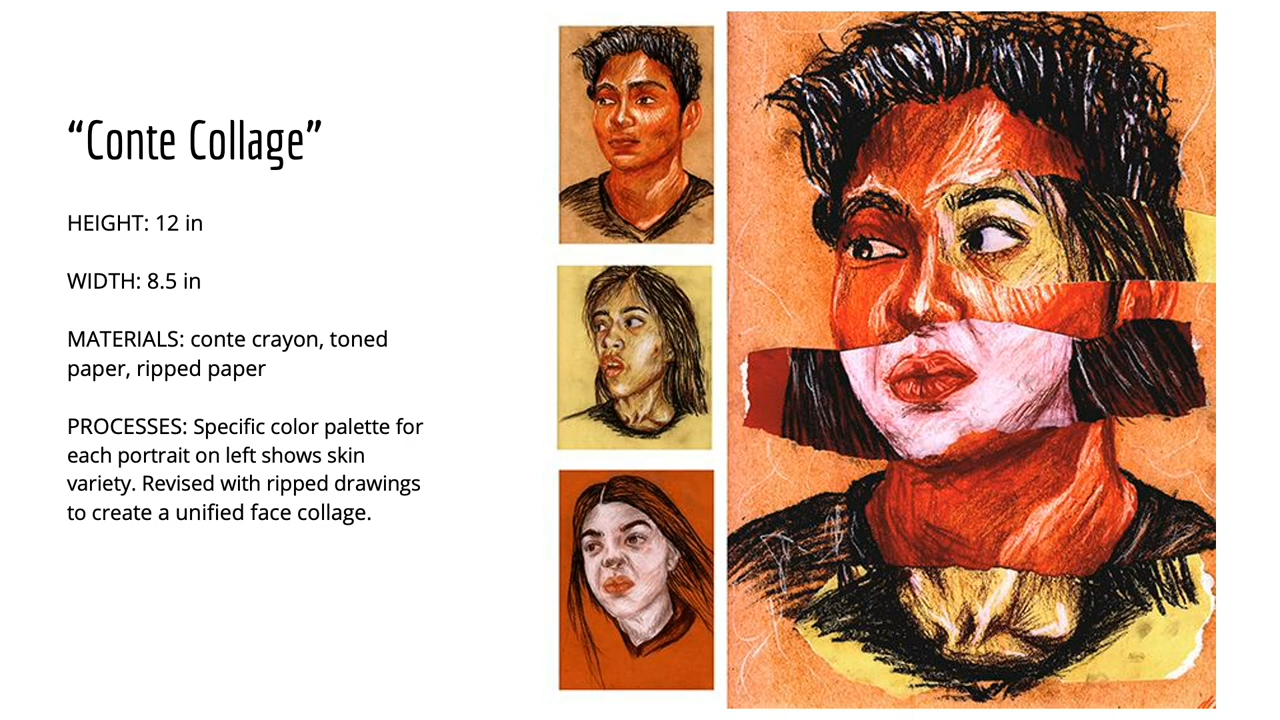 “Conte Collage”
HEIGHT: 12 in
WIDTH: 8.5 in
MATERIALS: conte crayon, toned
paper, ripped paper
PROCESSES: Specific color palette for
each portrait on left shows skin
variety. Revised with ripped drawings
to create a unified face collage.